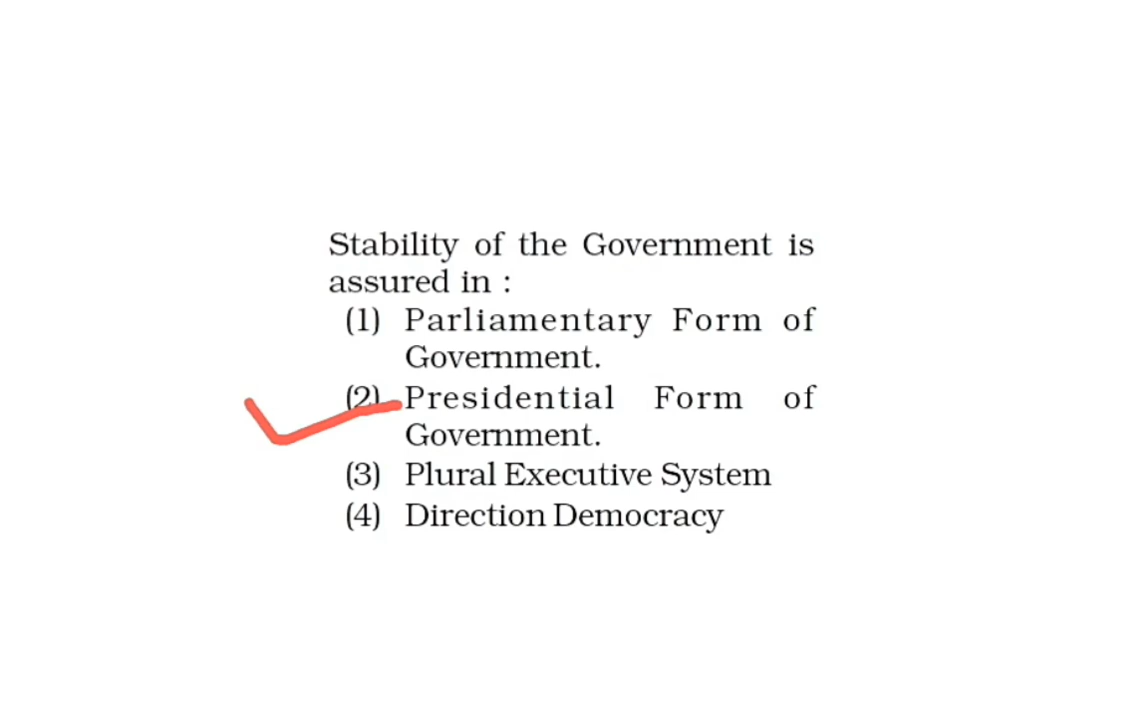 Stability of the Government is
assured in :
(1) Parliamentary Form of
Government.
(2) Presidential Form of
Government.
(3) Plural Executive System
(4) Direction Democracy